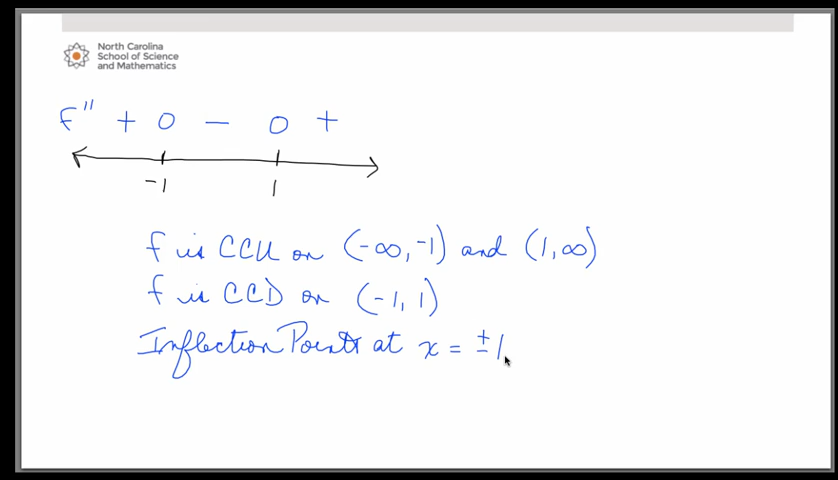 North Carolina
School of Science
and Mathematics
f'' + 0 − 0 +
−1 1
f is CCU on (−∞, −1) and (1, ∞)
f is CCD on (−1, 1)
Inflection Points at x = ±1